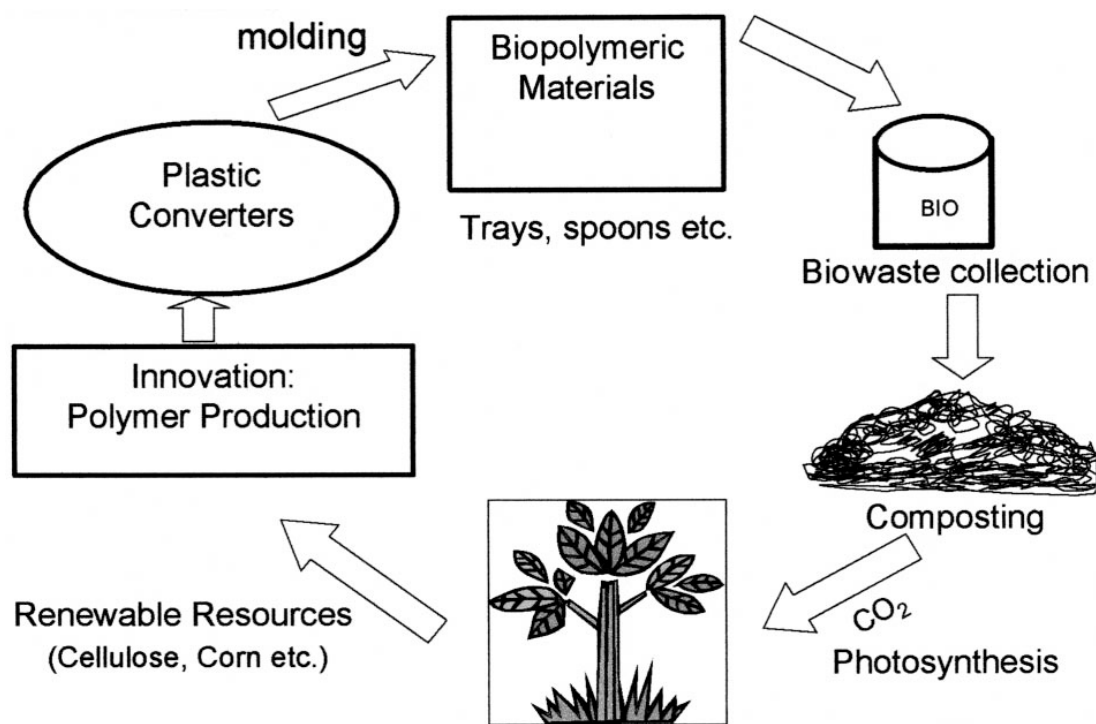 molding
Biopolymeric
Materials
Plastic
Converters
Trays, spoons etc.
BIO
Biowaste collection
Innovation:
Polymer Production
Composting
Renewable Resources
(Cellulose, Corn etc.)
CO₂
Photosynthesis